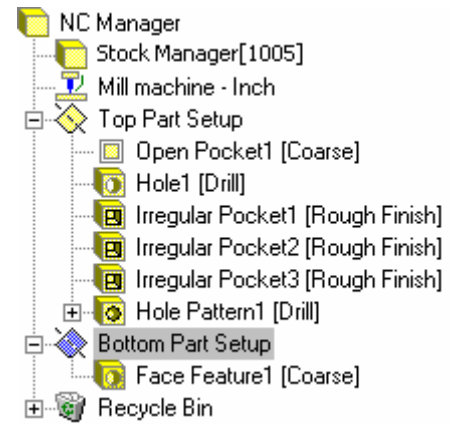 NC Manager
Stock Manager[1005]
Mill machine - Inch
Top Part Setup
Open Pocket1 [Coarse]
Hole1 [Drill]
Irregular Pocket1 [Rough Finish]
Irregular Pocket2 [Rough Finish]
Irregular Pocket3 [Rough Finish]
Hole Pattern1 [Drill]
Bottom Part Setup
Face Feature1 [Coarse]
Recycle Bin